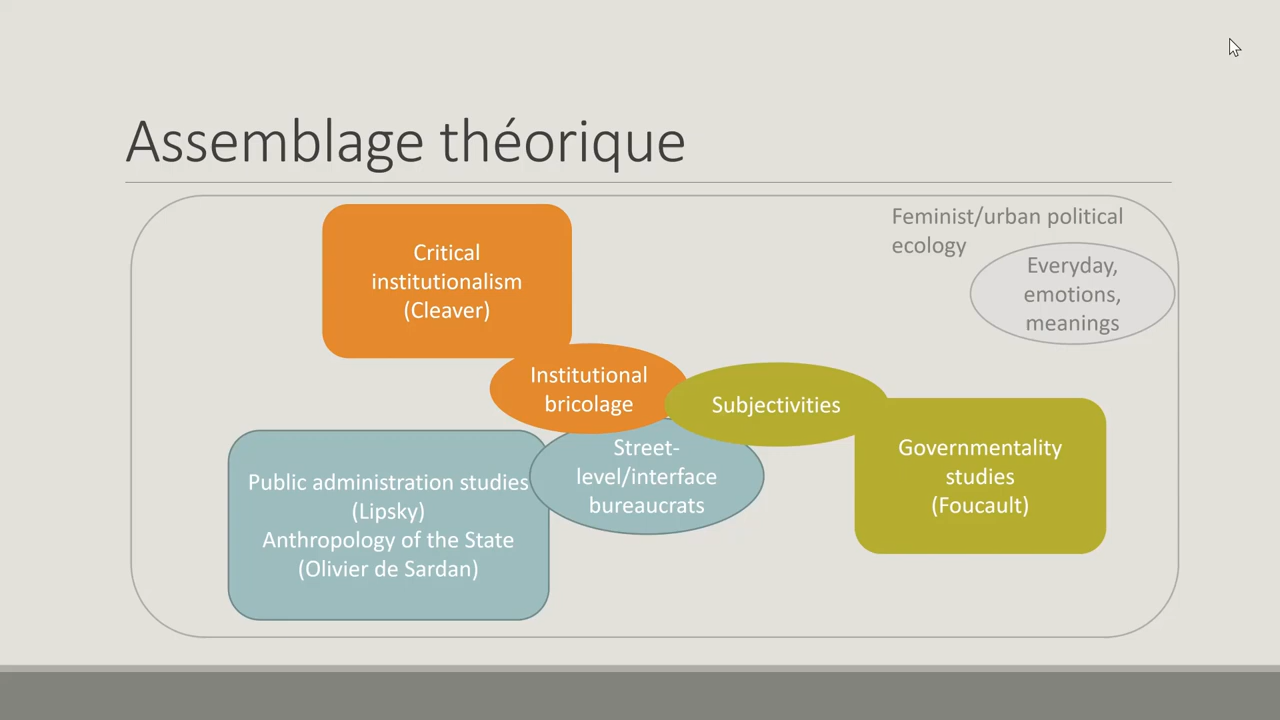 Assemblage théorique
Feminist/urban political
ecology
Everyday,
emotions,
meanings
Critical
institutionalism
(Cleaver)
Institutional
bricolage
Subjectivities
Street-
level/interface
bureaucrats
Governmentality
studies
(Foucault)
Public administration studies
(Lipsky)
Anthropology of the State
(Olivier de Sardan)